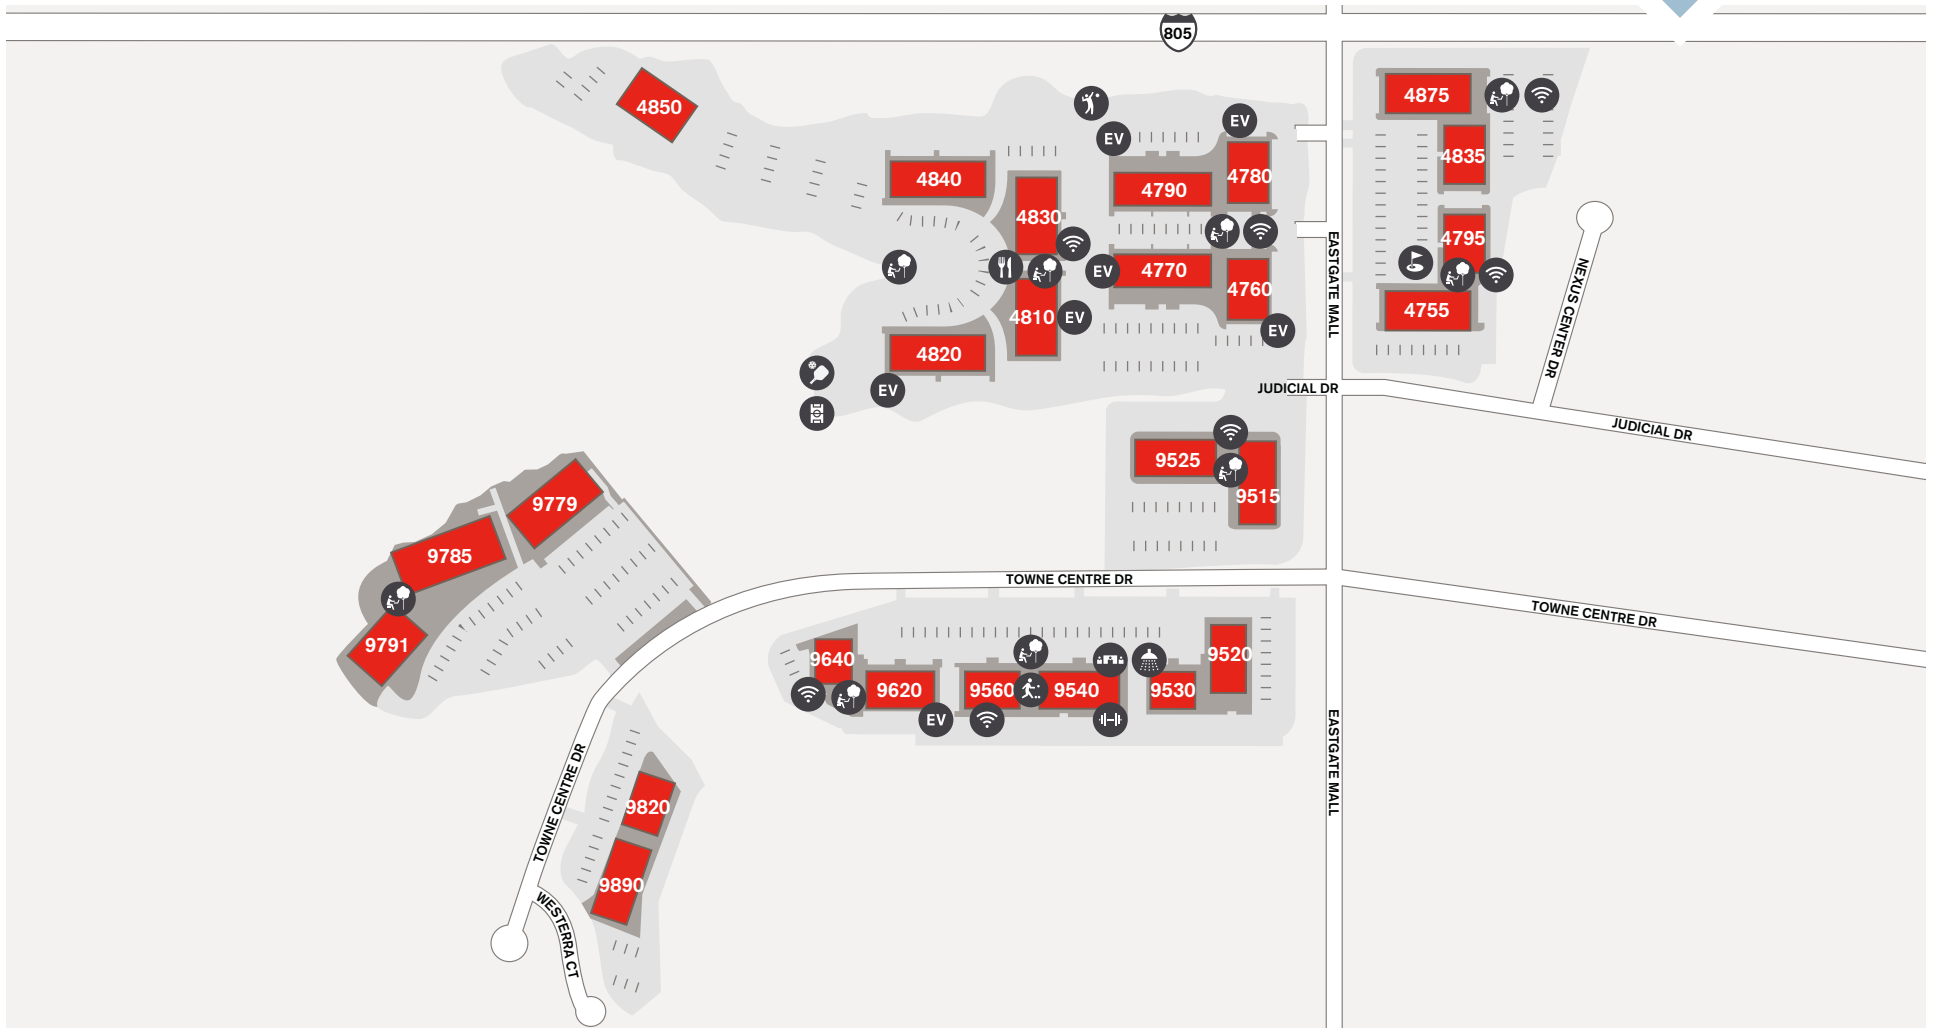 805
4850
4875
4835
EV
EV
4840
4830
4790
4780
4795
EASTGATE MALL
EV
4770
4760
NEXUS CENTER DR
4810
EV
EV
4755
4820
EV
JUDICIAL DR
JUDICIAL DR
9525
9515
9779
9785
9791
TOWNE CENTRE DR
TOWNE CENTRE DR
9640
9620
9560
9540
9530
9520
EV
EASTGATE MALL
TOWNE CENTRE DR
9820
9890
WESTERRA CT